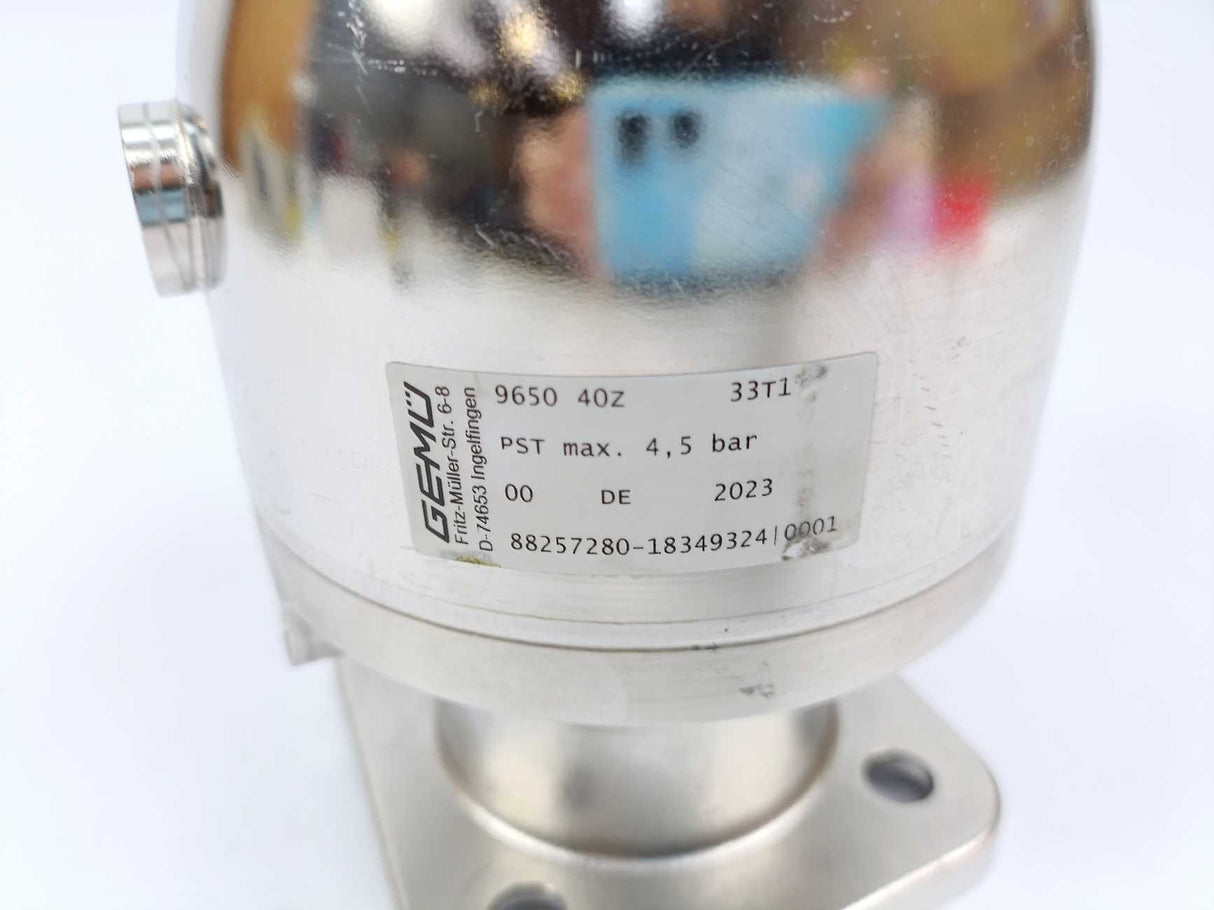 GEMÜ
Fritz-Müller-Str. 6-8
D-74653 Ingelfingen
9650 40Z 33T1
PST max. 4,5 bar
00 DE 2023
88257280-18349324|0001